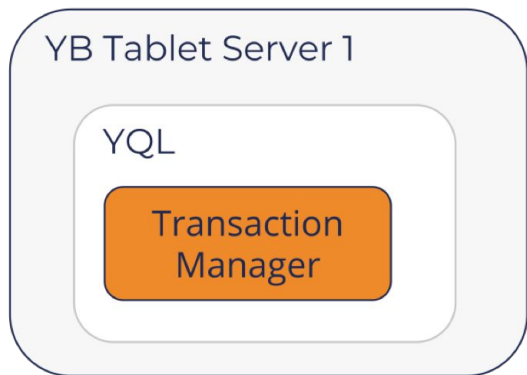 YB Tablet Server 1
YQL
Transaction
Manager